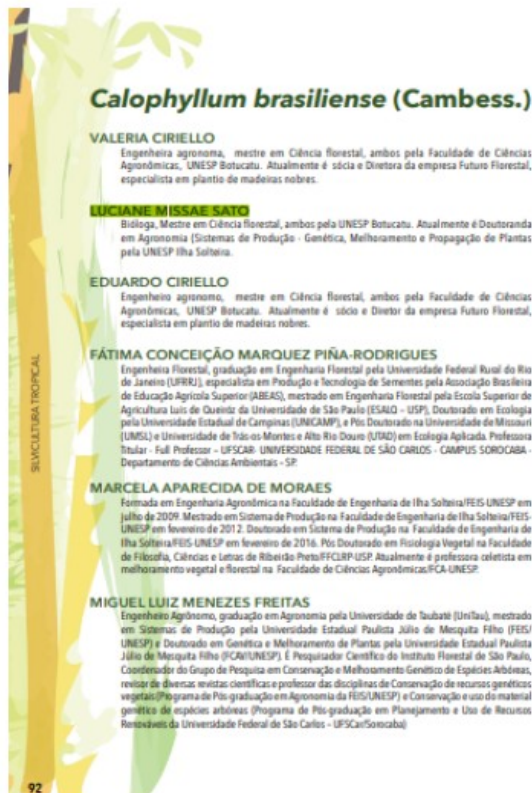 Calophyllum brasiliense (Cambess.)
VALERIA CIRIELLO
Engenheira agronoma, mestre em Ciência florestal, ambos pela Faculdade de Ciências
Agronômicas, UNESP Botucatu. Atualmente é sócia e Diretora da empresa Futuro Florestal,
especialista em plantio de madeiras nobres.
LUCIANE MISSAE SATO
Bióloga, Mestre em Ciência florestal, ambos pela UNESP Botucatu. Atualmente é Doutoranda
em Agronomia (Sistemas de Produção - Genética, Melhoramento e Propagação de Plantas
pela UNESP Ilha Solteira.
EDUARDO CIRIELLO
Engenheiro agronomo, mestre em Ciência florestal, ambos pela Faculdade de Ciências
Agronômicas, UNESP Botucatu. Atualmente é sócio e Diretor da empresa Futuro Florestal,
especialista em plantio de madeiras nobres.
FÁTIMA CONCEIÇÃO MARQUEZ PIÑA-RODRIGUES
Engenheira Florestal, graduação em Engenharia Florestal pela Universidade Federal Rural do Rio
de Janeiro (UFRRJ), especialista em Produção e Tecnologia de Sementes pela Associação Brasileira
de Educação Agrícola Superior (ABEAS), mestrado em Engenharia Florestal pela Escola Superior de
Agricultura Luis de Queiróz da Universidade de São Paulo (ESALQ – USP), Doutorado em Ecologia
pela Universidade Estadual de Campinas (UNICAMP), e Pós Doutorado na Universidade de Missouri
(UMSL) e Universidade de Trás-os-Montes e Alto Rio Douro (UTAD) em Ecologia Aplicada. Professora
Titular - Full Professor – UFSCAR- UNIVERSIDADE FEDERAL DE SÃO CARLOS - CAMPUS SOROCABA -
Departamento de Ciências Ambientais – SP.
MARCELA APARECIDA DE MORAES
Formada em Engenharia Agronômica na Faculdade de Engenharia de Ilha Solteira/FEIS-UNESP em
julho de 2009. Mestrado em Sistema de Produção na Faculdade de Engenharia de Ilha Solteira/FEIS-
UNESP em fevereiro de 2012. Doutorado em Sistema de Produção na Faculdade de Engenharia de
Ilha Solteira/FEIS-UNESP em fevereiro de 2016. Pós Doutorado em Fisiologia Vegetal na Faculdade
de Filosofia, Ciências e Letras de Ribeirão Preto/FFCLRP-USP. Atualmente é professora celetista em
melhoramento vegetal e florestal na Faculdade de Ciências Agronômicas/FCA-UNESP.
MIGUEL LUIZ MENEZES FREITAS
Engenheiro Agrônomo, graduação em Agronomia pela Universidade de Taubaté (UniTau), mestrado
em Sistemas de Produção pela Universidade Estadual Paulista Júlio de Mesquita Filho (FEIS/
UNESP) e Doutorado em Genética e Melhoramento de Plantas pela Universidade Estadual Paulista
Júlio de Mesquita Filho (FCAV/UNESP). É Pesquisador Científico do Instituto Florestal de São Paulo,
Coordenador do Grupo de Pesquisa em Conservação e Melhoramento Genético de Espécies Arbóreas,
revisor de diversas revistas científicas e professor das disciplinas de Conservação de recursos genéticos
vegetais (Programa de Pós-graduação em Agronomia da FEIS/UNESP) e Conservação e uso do material
genético de espécies arbóreas (Programa de Pós-graduação em Planejamento e Uso de Recursos
Renováveis da Universidade Federal de São Carlos – UFSCar/Sorocaba)
SILVICULTURA TROPICAL
92